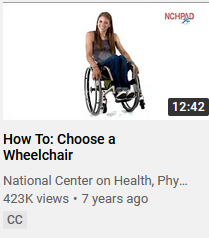 NCHPAD
12:42
How To: Choose a
Wheelchair
National Center on Health, Phy...
423K views • 7 years ago
CC